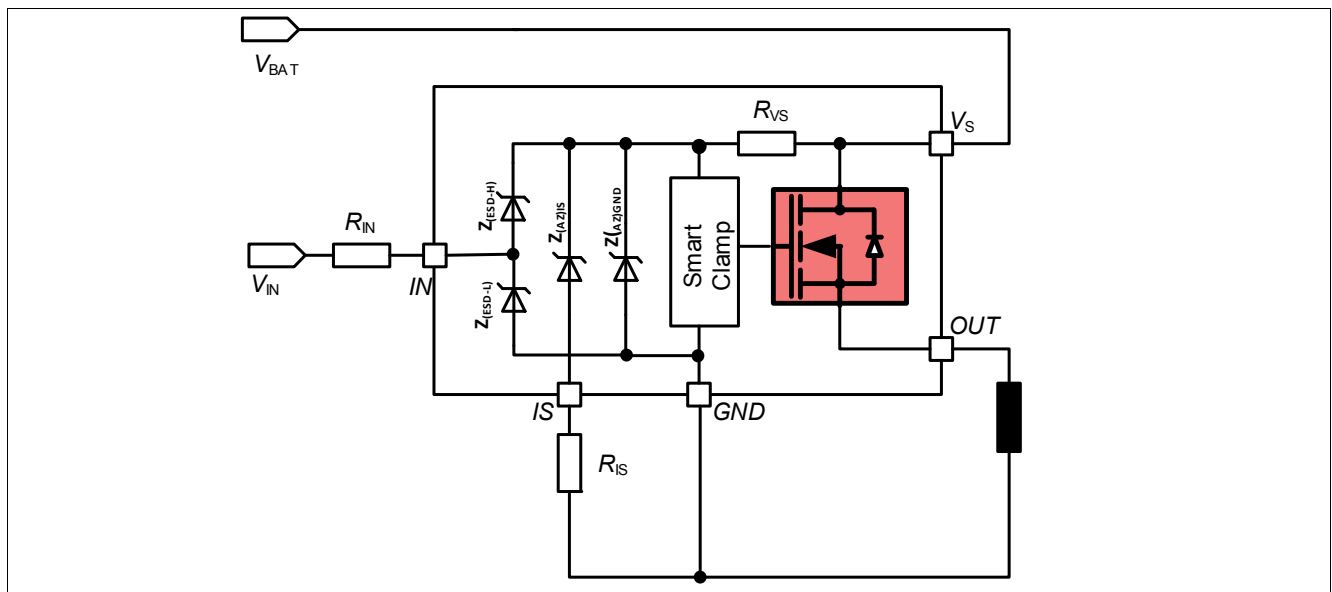 VBAT
RVS
VS
Z(ESD-H)
Z(AZ)IS
Z(AZ)GND
RIN
Smart
Clamp
VIN
IN
Z(ESD-L)
OUT
IS
GND
RIS